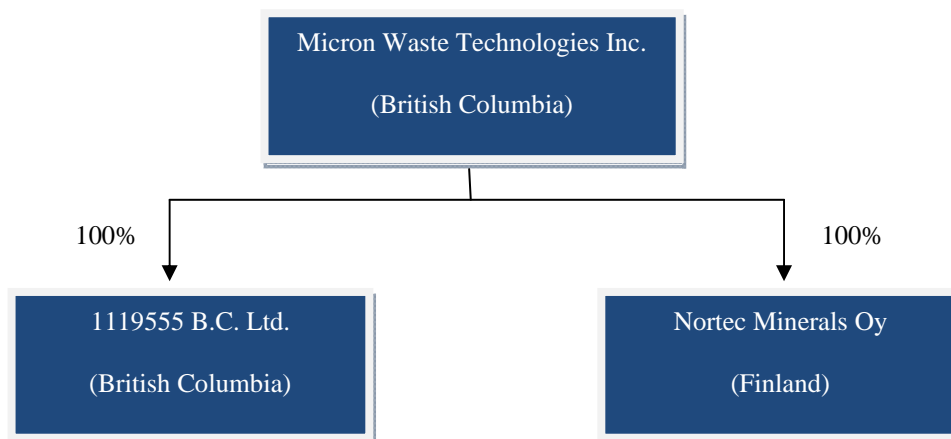 Micron Waste Technologies Inc.
(British Columbia)
100%
100%
1119555 B.C. Ltd.
(British Columbia)
Nortec Minerals Oy
(Finland)